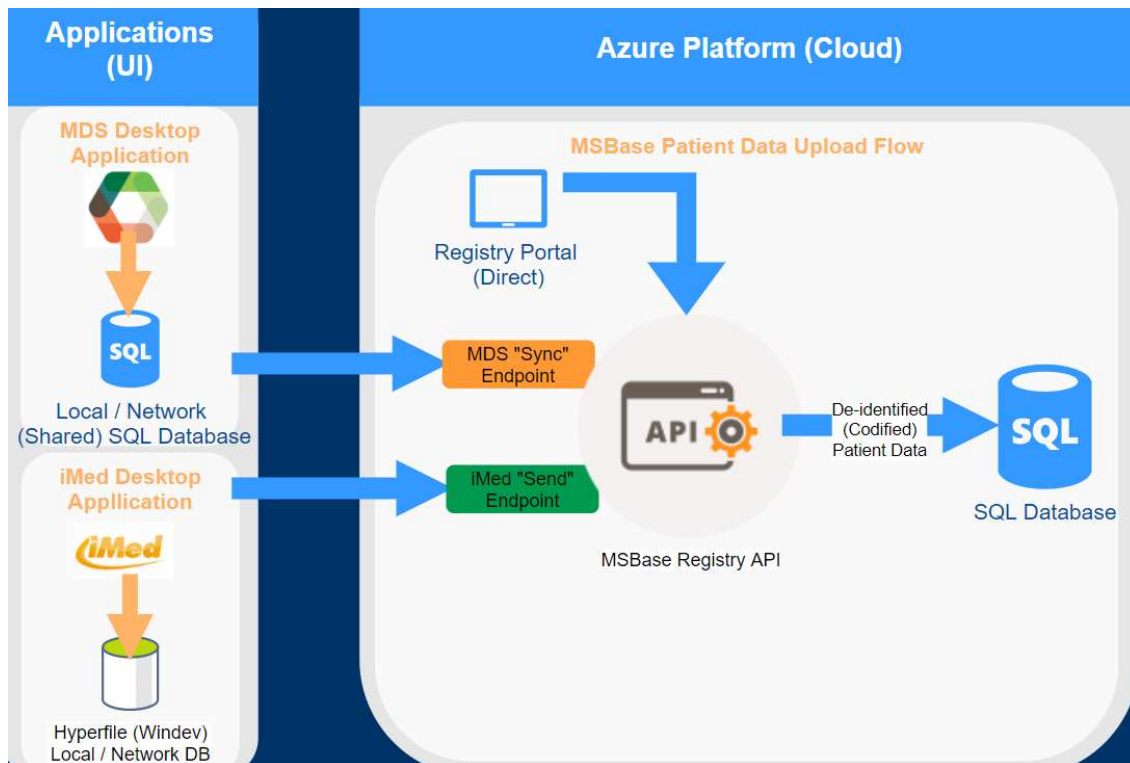 Applications
(UI)
Azure Platform (Cloud)
MDS Desktop
Application
SQL
Local / Network
(Shared) SQL Database
iMed Desktop
Appllication
iMed
Hyperfile (Windev)
Local / Network DB
MSBase Patient Data Upload Flow
Registry Portal
(Direct)
MDS "Sync"
Endpoint
iMed "Send"
Endpoint
API
MSBase Registry API
De-identified
(Codified)
Patient Data
SQL
SQL Database